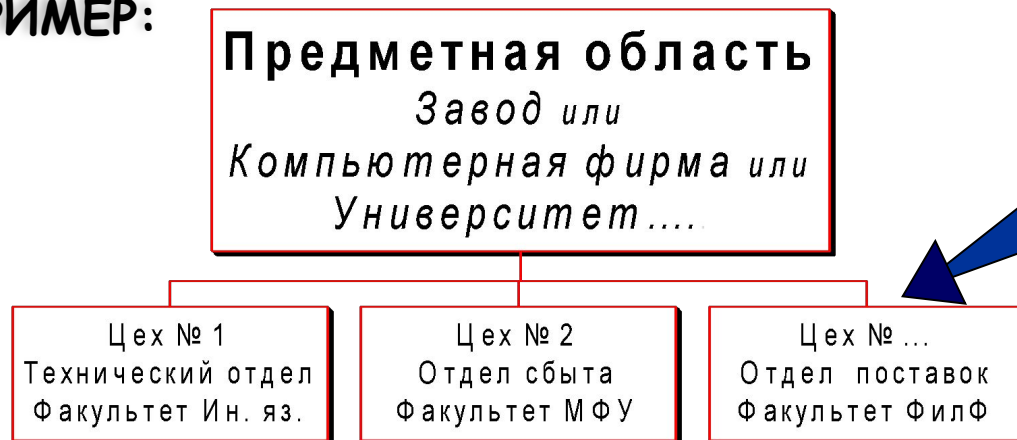 РИМЕР:
Предметная область
Завод или
Компьютерная фирма или
Университет.....
Цех № 1
Технический отдел
Факультет Ин. яз.
Цех № 2
Отдел сбыта
Факультет МФУ
Цех № ...
Отдел поставок
Факультет ФилФ